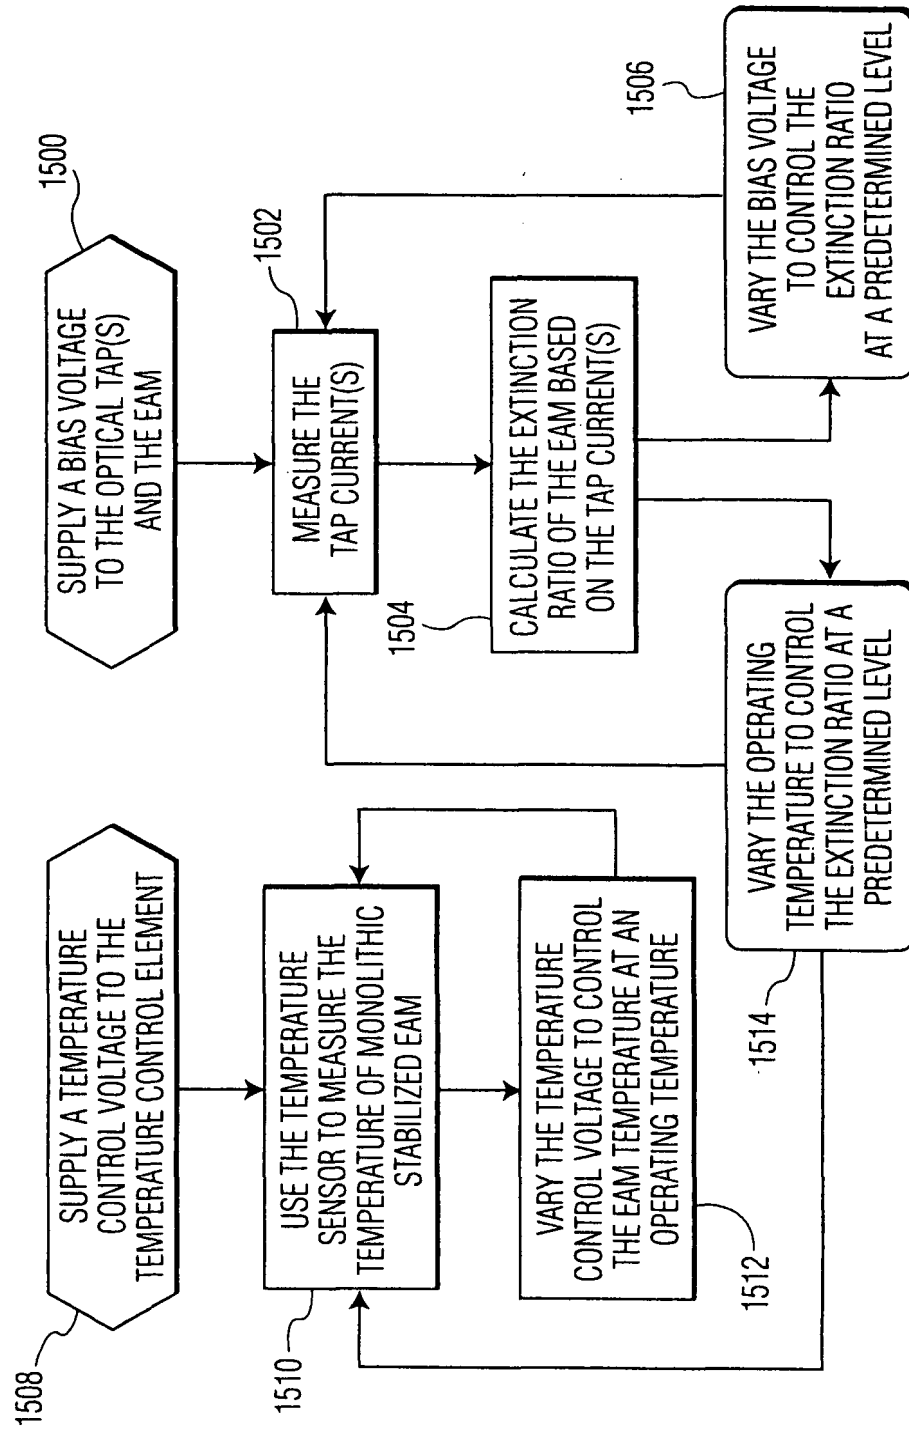 1508
SUPPLY A TEMPERATURE
CONTROL VOLTAGE TO THE
TEMPERATURE CONTROL ELEMENT
1510
USE THE TEMPERATURE
SENSOR TO MEASURE THE
TEMPERATURE OF MONOLITHIC
STABILIZED EAM
VARY THE TEMPERATURE
CONTROL VOLTAGE TO CONTROL
THE EAM TEMPERATURE AT AN
OPERATING TEMPERATURE
1512
1500
SUPPLY A BIAS VOLTAGE
TO THE OPTICAL TAP(S)
AND THE EAM
1502
MEASURE THE
TAP CURRENT(S)
1504
CALCULATE THE EXTINCTION
RATIO OF THE EAM BASED
ON THE TAP CURRENT(S)
1514
VARY THE OPERATING
TEMPERATURE TO CONTROL
THE EXTINCTION RATIO AT A
PREDETERMINED LEVEL
1506
VARY THE BIAS VOLTAGE
TO CONTROL THE
EXTINCTION RATIO
AT A PREDETERMINED LEVEL